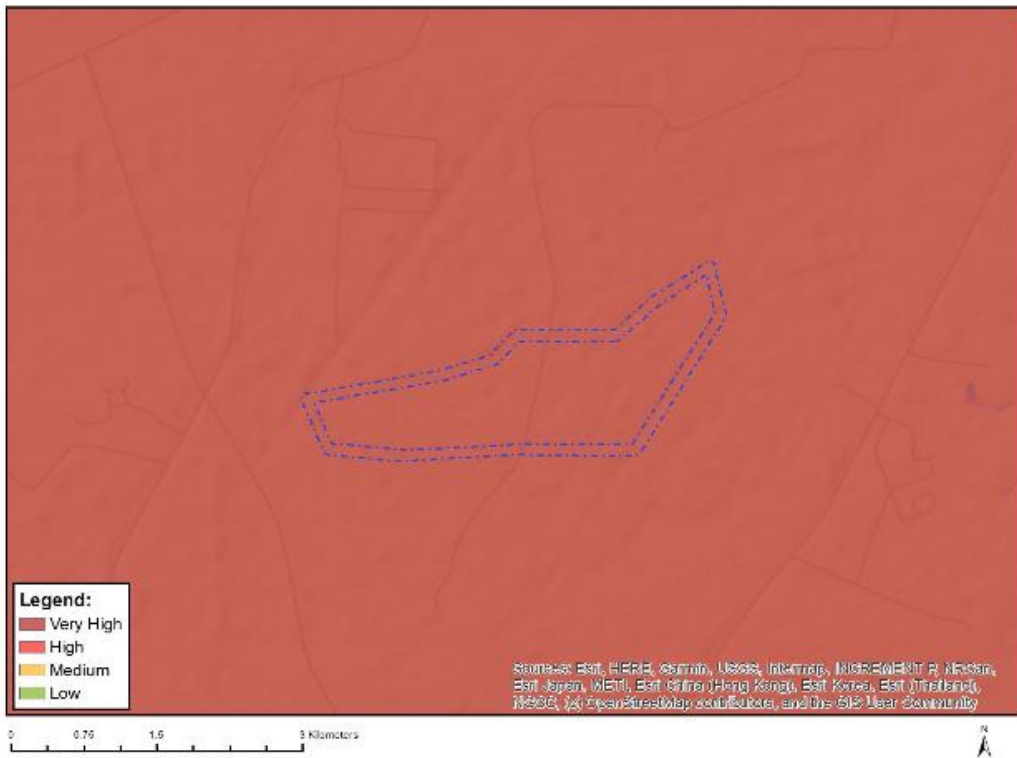 Legend:
Very High
High
Medium
Low
Sources: Esri, HERE, Garmin, USGS, Intermap, INCREMENT P, NRCan,
Esri Japan, METI, Esri China (Hong Kong), Esri Korea, Esri (Thailand),
NGCC, (c) OpenStreetMap contributors, and the GIS User Community
0 0.75 1.5 3 Kilometers
N